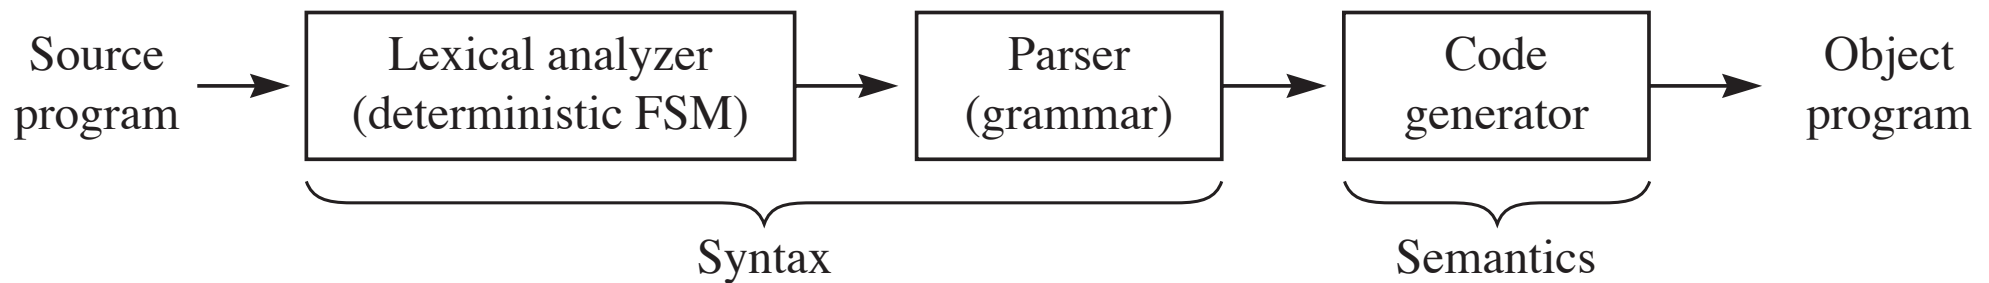 Source
program
Lexical analyzer
(deterministic FSM)
Parser
(grammar)
Code
generator
Object
program
Syntax
Semantics